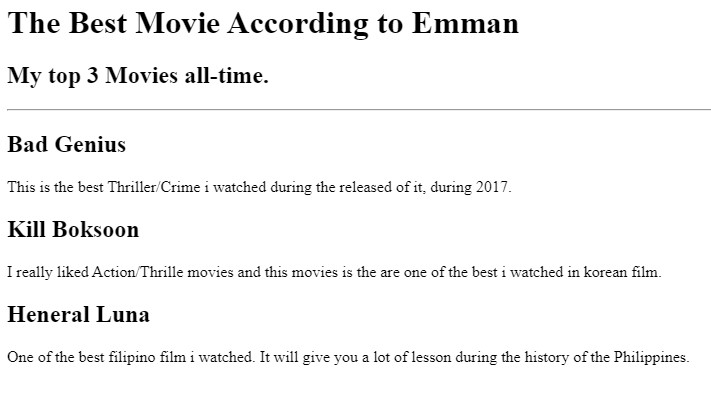 The Best Movie According to Emman
My top 3 Movies all-time.
Bad Genius
This is the best Thriller/Crime i watched during the released of it, during 2017.
Kill Boksoon
I really liked Action/Thrille movies and this movies is the are one of the best i watched in korean film.
Heneral Luna
One of the best filipino film i watched. It will give you a lot of lesson during the history of the Philippines.